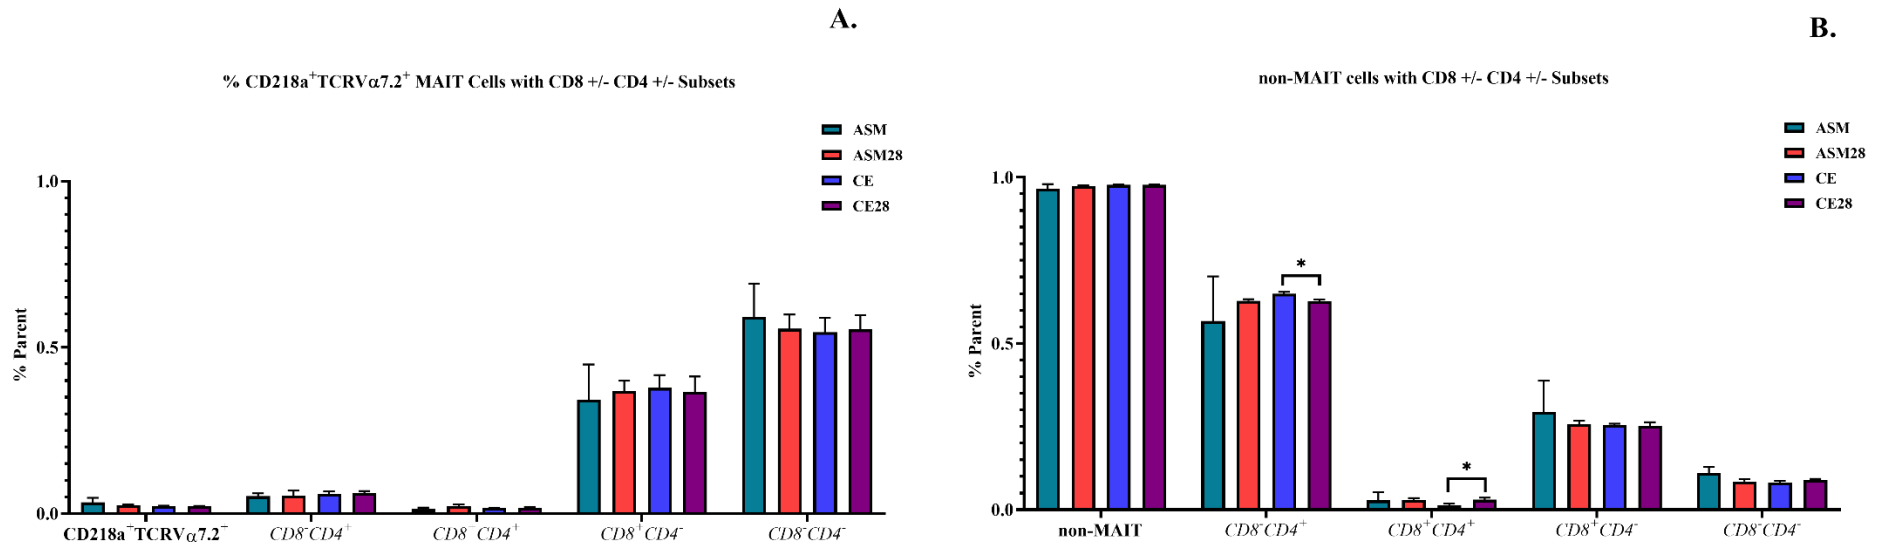 A.
% CD218a⁺TCRVα7.2⁺ MAIT Cells with CD8 +/- CD4 +/- Subsets
ASM
ASM28
CE
CE28
1.0
0.5
0.0
% Parent
CD218a⁺TCRVα7.2⁺
CD8⁻CD4⁺
CD8⁺CD4⁺
CD8⁺CD4⁻
CD8⁻CD4⁻
B.
non-MAIT cells with CD8 +/- CD4 +/- Subsets
ASM
ASM28
CE
CE28
1.0
0.5
0.0
% Parent
*
*
non-MAIT
CD8⁻CD4⁺
CD8⁺CD4⁺
CD8⁺CD4⁻
CD8⁻CD4⁻